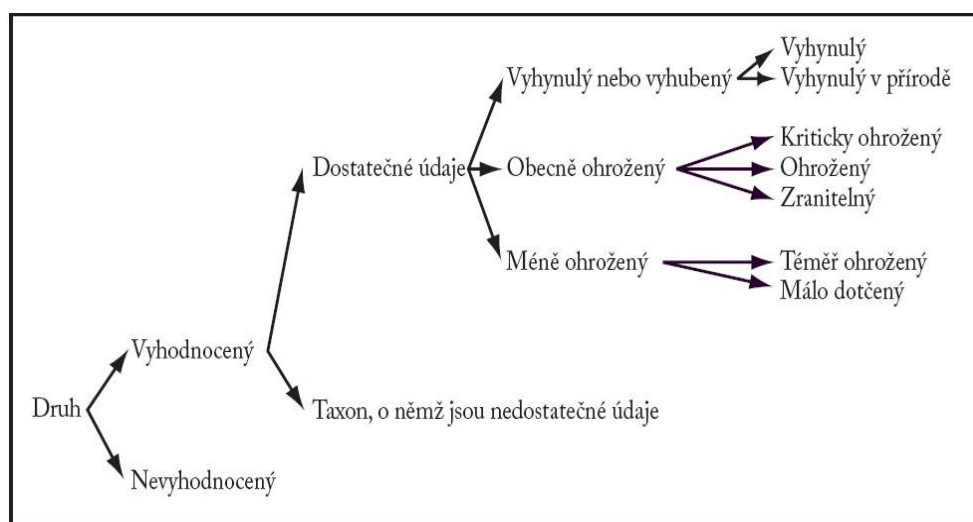 Vyhynulý
Vyhynulý nebo vyhubený
Vyhynulý v přírodě
Kriticky ohrožený
Dostatečné údaje
Obecně ohrožený
Ohrožený
Zranitelný
Méně ohrožený
Téměř ohrožený
Málo dotčený
Vyhodnocený
Druh
Taxon, o němž jsou nedostatečné údaje
Nevyhodnocený